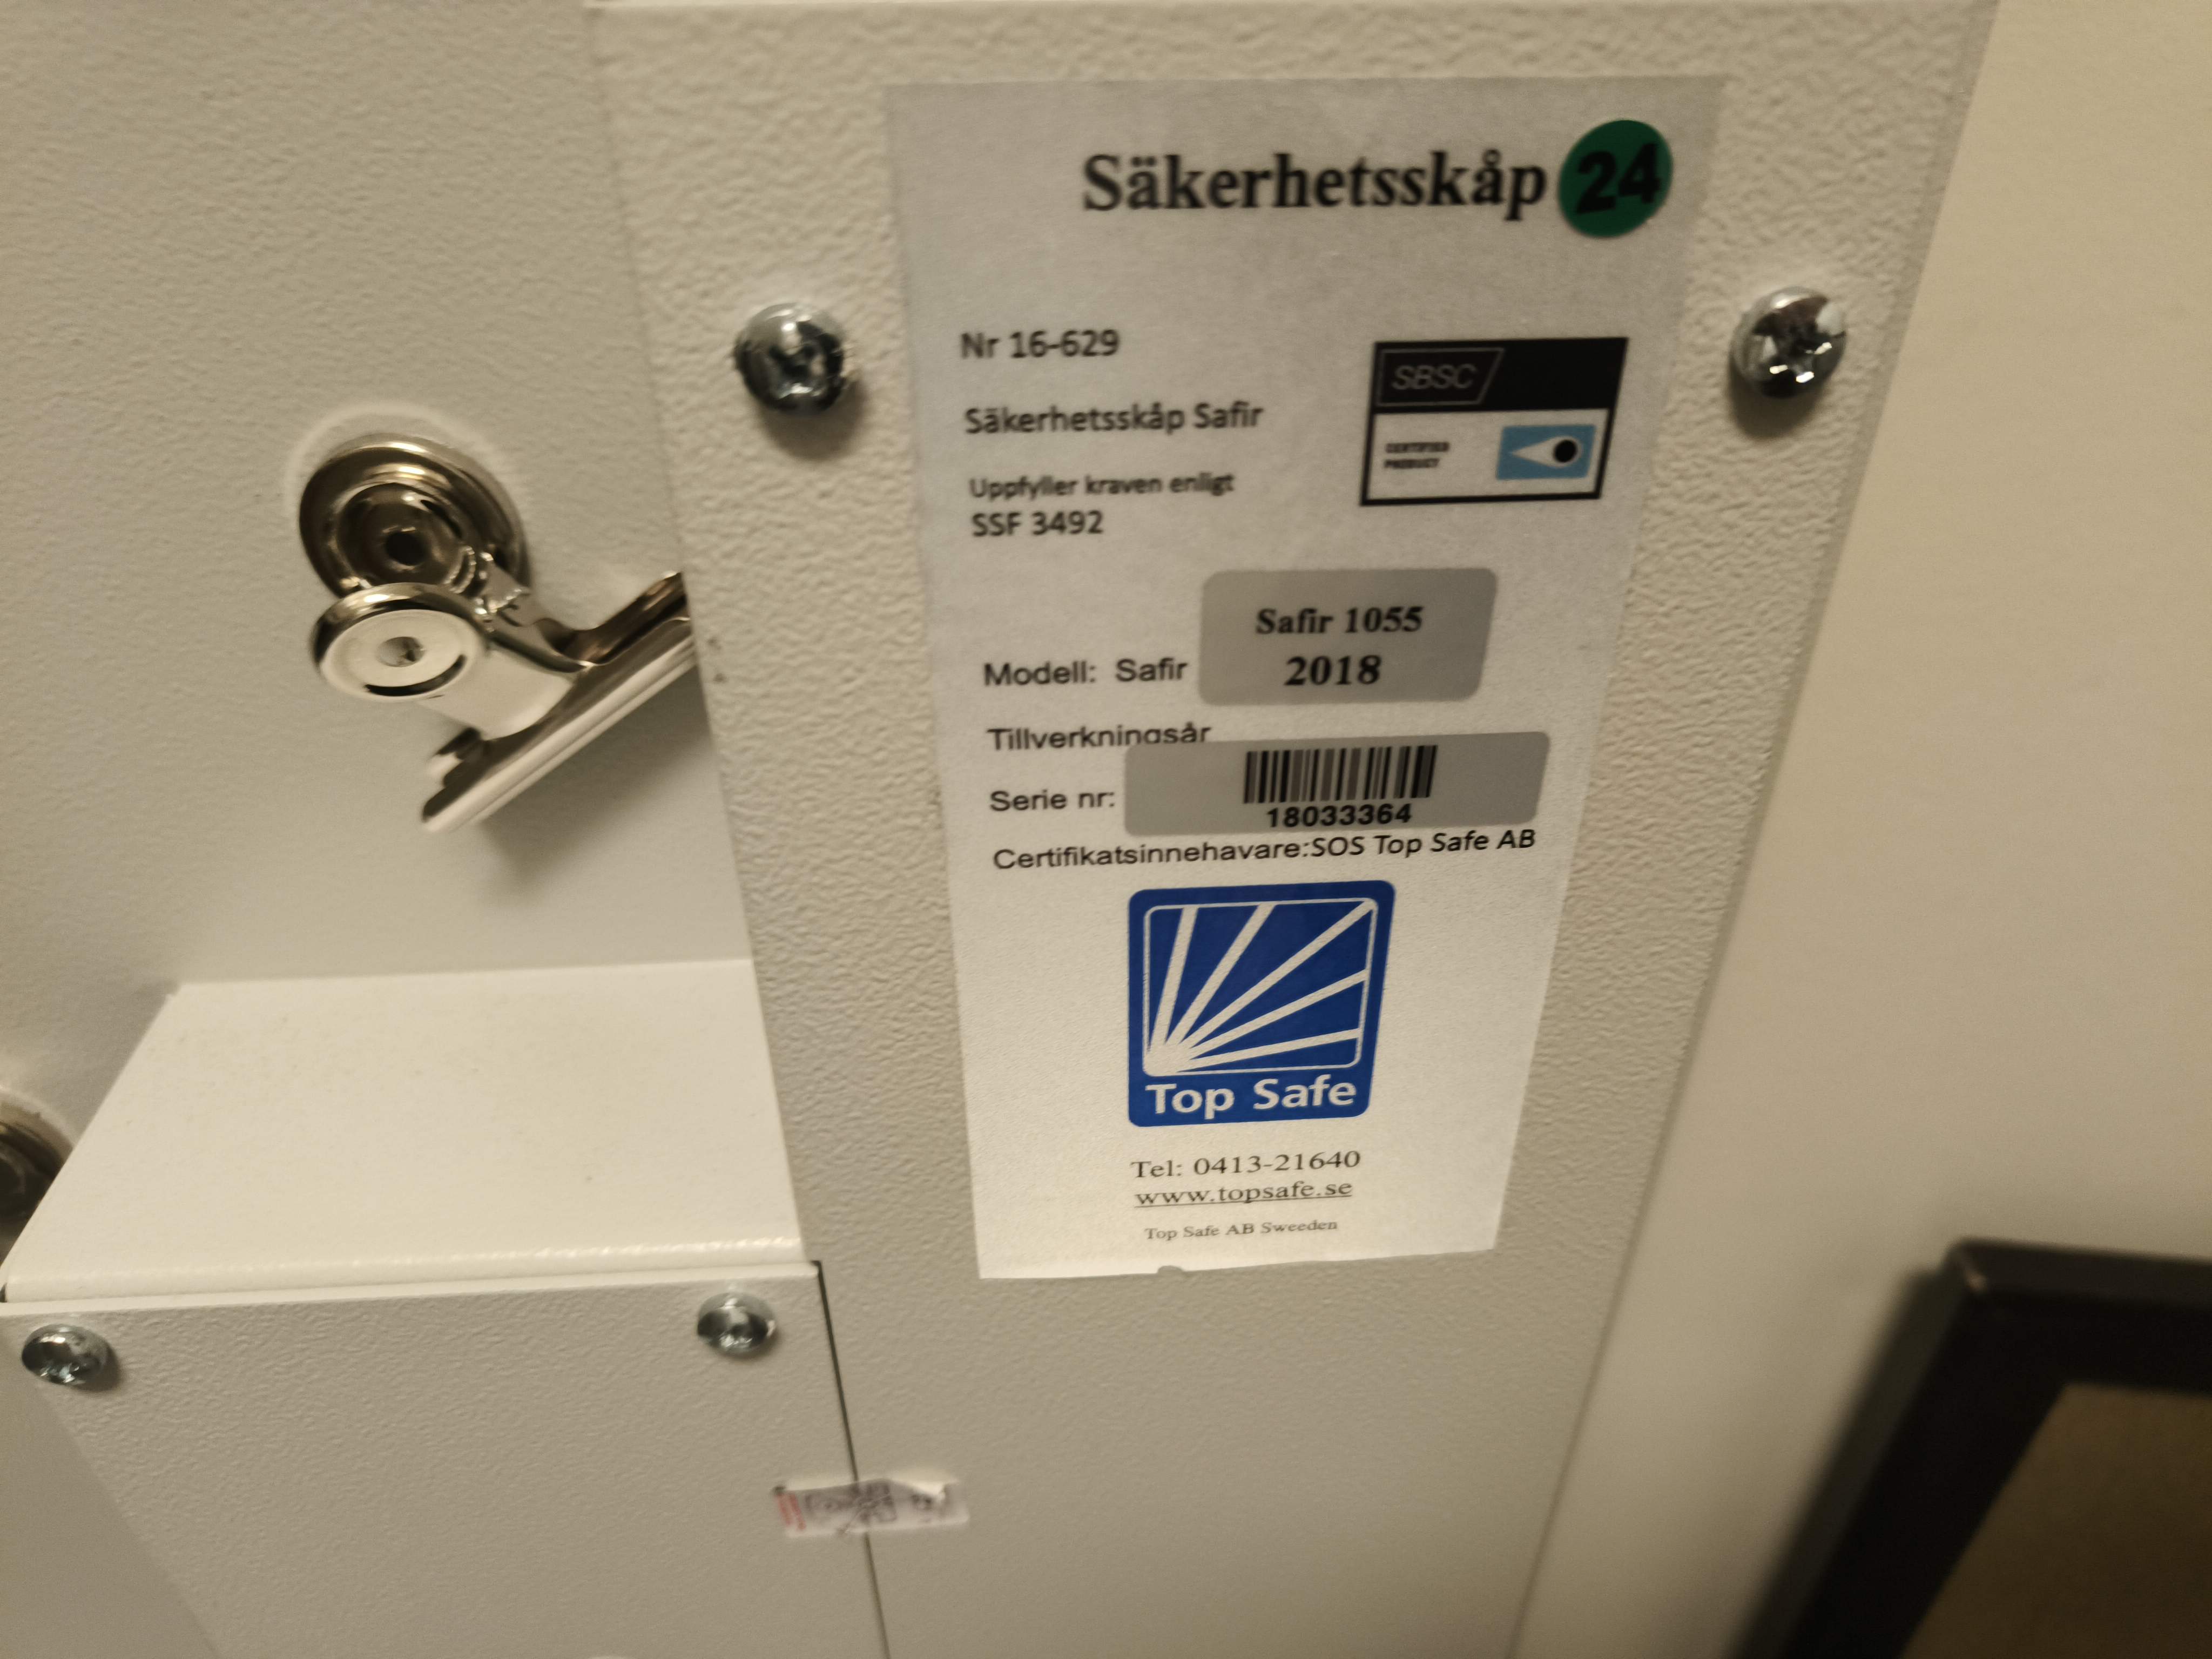 Säkerhetsskåp 24
Nr 16-629
SBSC
Säkerhetsskåp Safir
CERTIFIED
PRODUCT
Uppfyller kraven enligt
SSF 3492
Safir 1055
Modell: Safir
2018
Tillverkningsår
Serie nr:
18033364
Certifikatsinnehavare:SOS Top Safe AB
Top Safe
Tel: 0413-21640
www.topsafe.se
Top Safe AB Sweeden